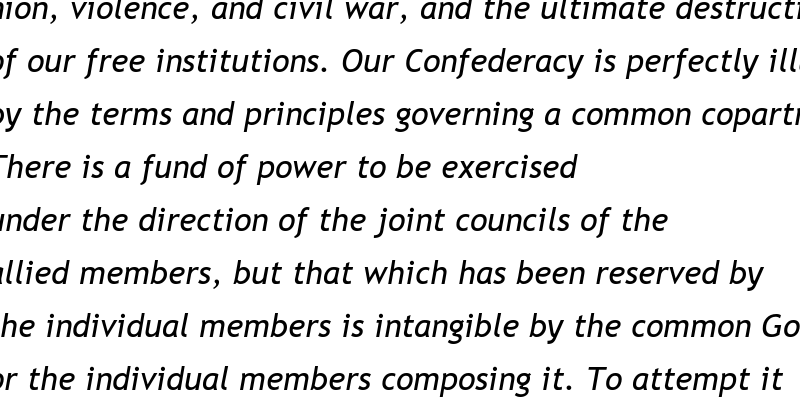 nion, violence, and civil war, and the ultimate destructi
of our free institutions. Our Confederacy is perfectly ill
by the terms and principles governing a common copart
There is a fund of power to be exercised
under the direction of the joint councils of the
allied members, but that which has been reserved by
the individual members is intangible by the common Go
or the individual members composing it. To attempt it